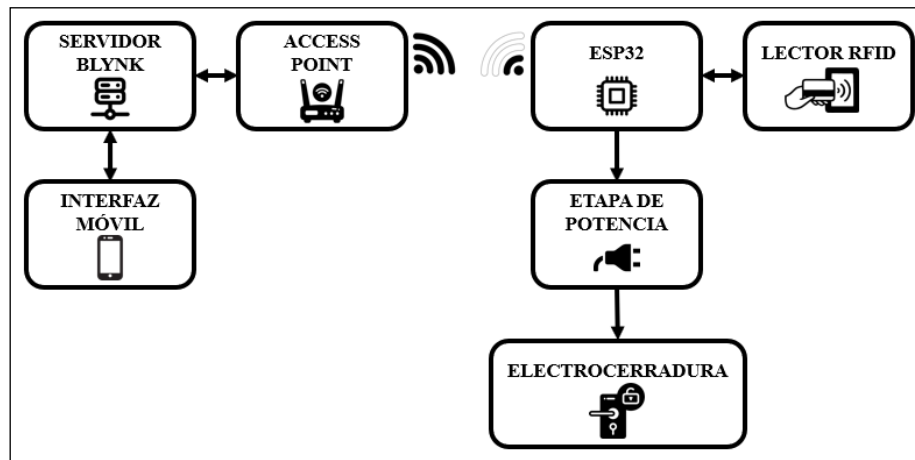 SERVIDOR
BLYNK
ACCESS
POINT
ESP32
LECTOR RFID
INTERFAZ
MÓVIL
ETAPA DE
POTENCIA
ELECTROCERRADURA